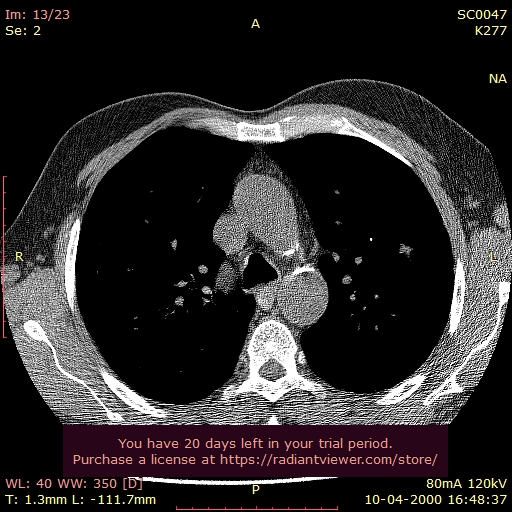 Im: 13/23
Se: 2
A
SC0047
K277
NA
R
L
You have 20 days left in your trial period.
Purchase a license at https://radiantviewer.com/store/
WL: 40 WW: 350 [D]
T: 1.3mm L: -111.7mm
P
80mA 120kV
10-04-2000 16:48:37